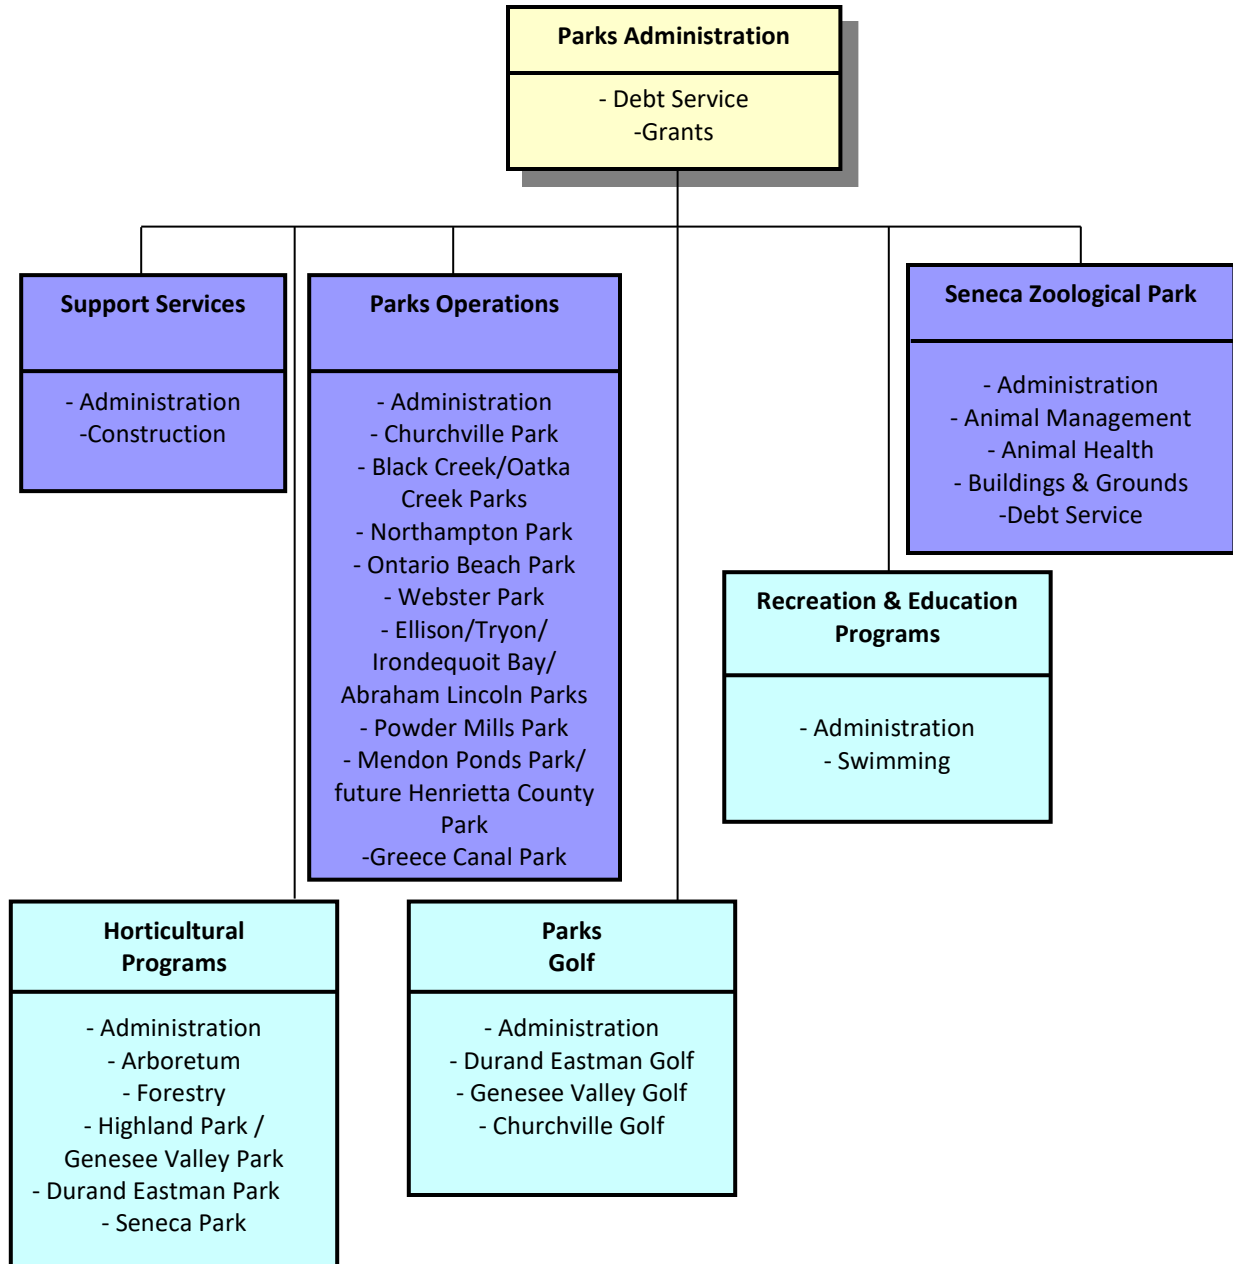 Parks Administration
- Debt Service
-Grants
Support Services
- Administration
-Construction
Parks Operations
- Administration
- Churchville Park
- Black Creek/Oatka
Creek Parks
- Northampton Park
- Ontario Beach Park
- Webster Park
- Ellison/Tryon/
Irondequoit Bay/
Abraham Lincoln Parks
- Powder Mills Park
- Mendon Ponds Park/
future Henrietta County
Park
-Greece Canal Park
Seneca Zoological Park
- Administration
- Animal Management
- Animal Health
- Buildings & Grounds
-Debt Service
Recreation & Education
Programs
- Administration
- Swimming
Horticultural
Programs
- Administration
- Arboretum
- Forestry
- Highland Park /
Genesee Valley Park
- Durand Eastman Park
- Seneca Park
Parks
Golf
- Administration
- Durand Eastman Golf
- Genesee Valley Golf
- Churchville Golf